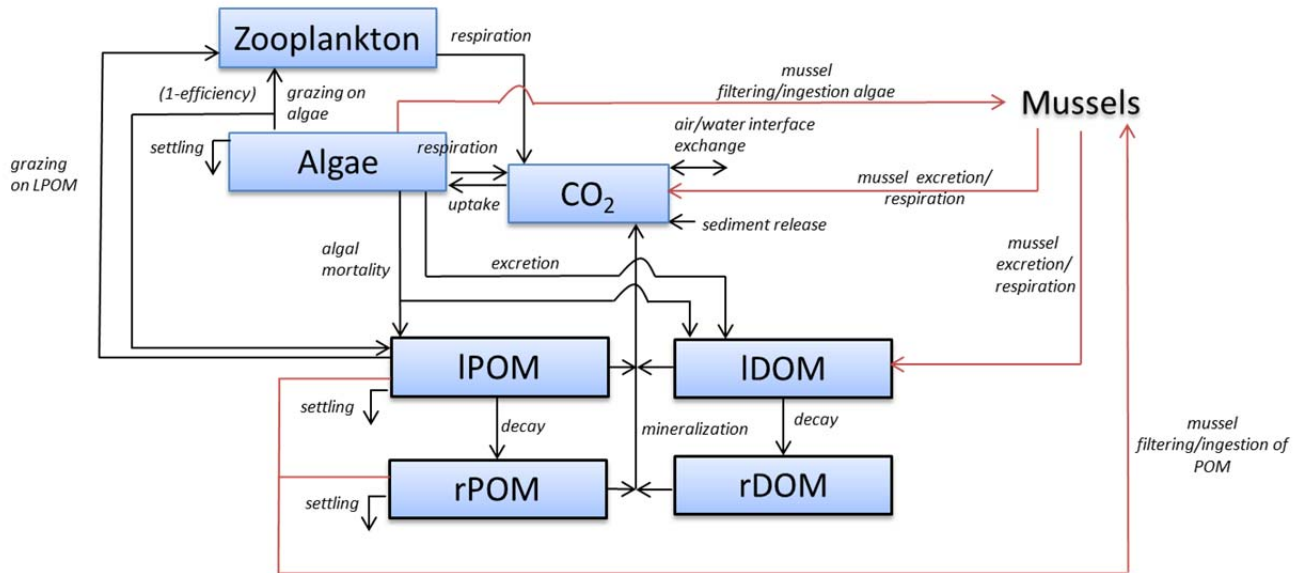 Zooplankton
respiration
(1-efficiency)
grazing on
algae
mussel
filtering/ingestion algae
Mussels
settling
Algae
respiration
air/water interface
exchange
grazing
on LPOM
CO₂
uptake
mussel excretion/
respiration
sediment release
algal
mortality
excretion
mussel
excretion/
respiration
lPOM
lDOM
settling
decay
mineralization
decay
mussel
filtering/ingestion of
POM
rPOM
rDOM
settling